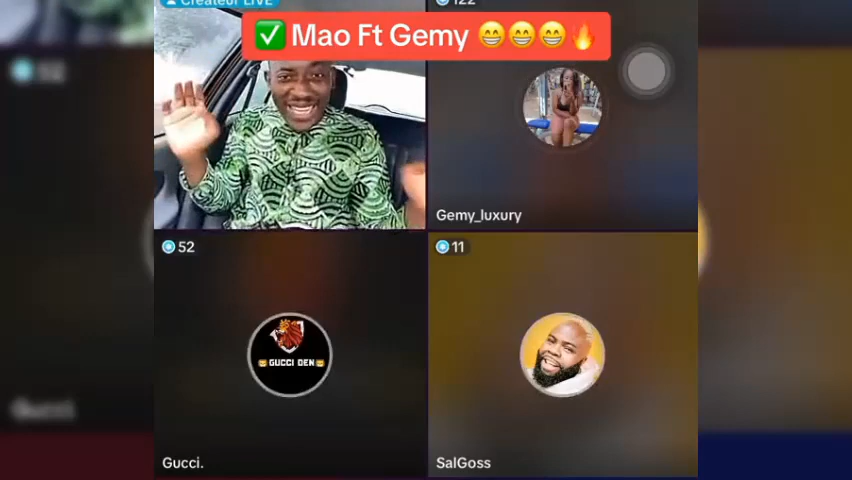 Createur LIVE
122
✅ Mao Ft Gemy 😁😁😁🔥
Gemy_luxury
52
11
GUCCI DEN
Gucci.
SalGoss